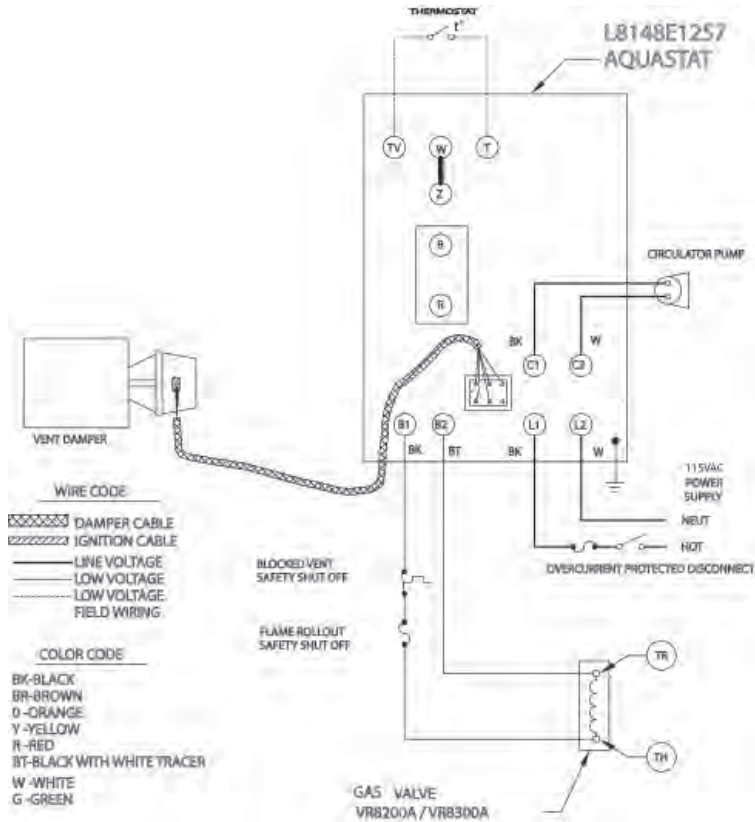 THERMOSTAT
t°
L8148E1257
AQUASTAT
TV
W
T
Z
B
R
CIRCULATOR PUMP
BK
W
C1
C2
B1
B2
L1
L2
BK
BT
BK
W
VENT DAMPER
115VAC
POWER
SUPPLY
NEUT
HOT
OVERCURRENT PROTECTED DISCONNECT
WIRE CODE
DAMPER CABLE
IGNITION CABLE
LINE VOLTAGE
LOW VOLTAGE
LOW VOLTAGE
FIELD WIRING
BLOCKED VENT
SAFETY SHUT OFF
FLAME ROLLOUT
SAFETY SHUT OFF
COLOR CODE
BK-BLACK
BR-BROWN
O -ORANGE
Y -YELLOW
R -RED
BT-BLACK WITH WHITE TRACER
W -WHITE
G -GREEN
TR
TH
GAS VALVE
VR8200A / VR8300A